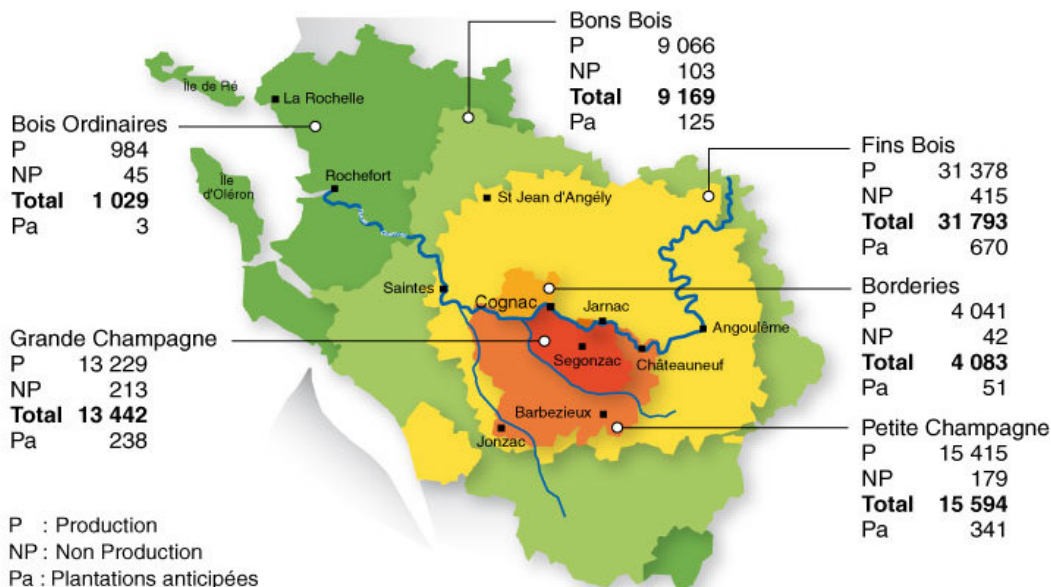 Bons Bois
P 9 066
NP 103
Total 9 169
Pa 125
Île de Ré
La Rochelle
Bois Ordinaires
P 984
NP 45
Total 1 029
Pa 3
Île
d'Oléron
Rochefort
St Jean d'Angély
Fins Bois
P 31 378
NP 415
Total 31 793
Pa 670
Saintes
Cognac
Jarnac
Angoulême
Segonzac
Châteauneuf
Borderies
P 4 041
NP 42
Total 4 083
Pa 51
Grande Champagne
P 13 229
NP 213
Total 13 442
Pa 238
Barbezieux
Jonzac
Petite Champagne
P 15 415
NP 179
Total 15 594
Pa 341
P : Production
NP : Non Production
Pa : Plantations anticipées